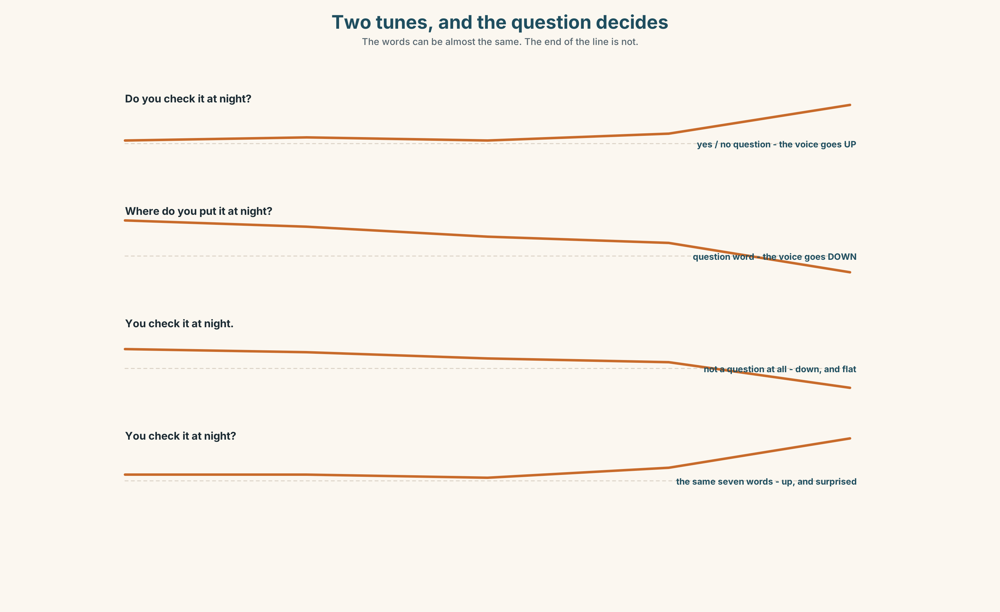 Two tunes, and the question decides
The words can be almost the same. The end of the line is not.
Do you check it at night?
yes / no question - the voice goes UP
Where do you put it at night?
question word - the voice goes DOWN
You check it at night.
not a question at all - down, and flat
You check it at night?
the same seven words - up, and surprised